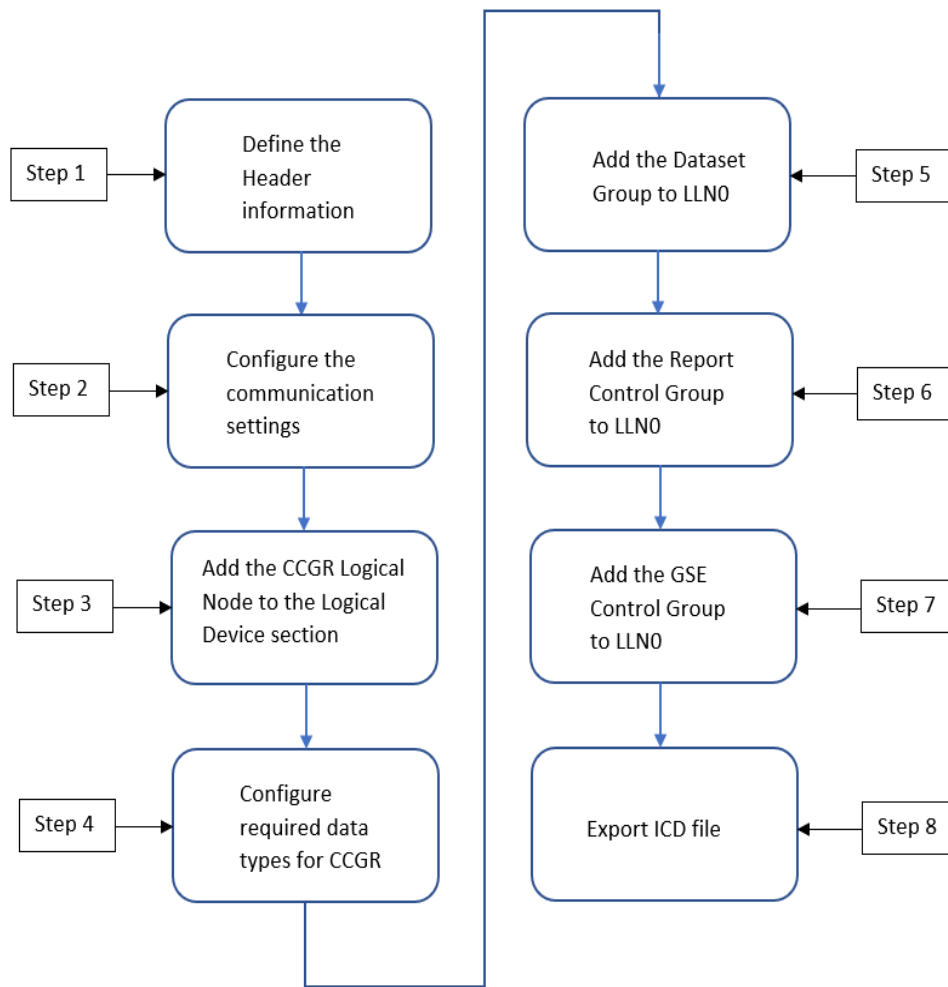 Step 1
Define the
Header
information
Step 2
Configure the
communication
settings
Step 3
Add the CCGR Logical
Node to the Logical
Device section
Step 4
Configure
required data
types for CCGR
Add the Dataset
Group to LLN0
Step 5
Add the Report
Control Group
to LLN0
Step 6
Add the GSE
Control Group
to LLN0
Step 7
Export ICD file
Step 8